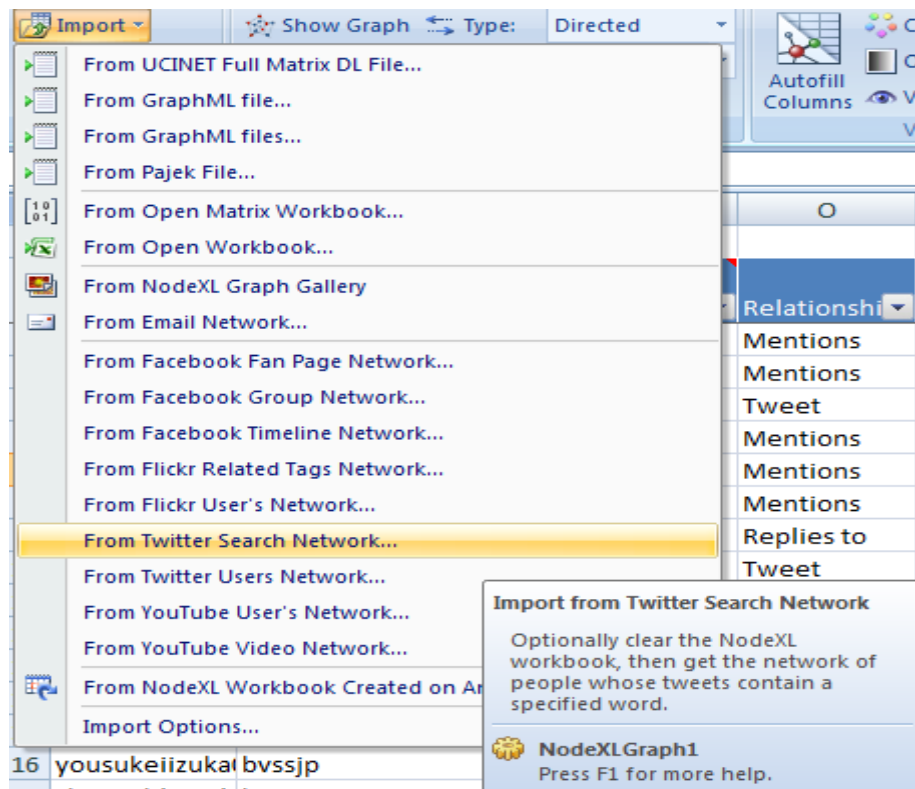 Import
Show Graph Type: Directed
Autofill
Columns
From UCINET Full Matrix DL File...
From GraphML file...
From GraphML files...
From Pajek File...
From Open Matrix Workbook...
From Open Workbook...
From NodeXL Graph Gallery
From Email Network...
From Facebook Fan Page Network...
From Facebook Group Network...
From Facebook Timeline Network...
From Flickr Related Tags Network...
From Flickr User's Network...
From Twitter Search Network...
From Twitter Users Network...
From YouTube User's Network...
From YouTube Video Network...
From NodeXL Workbook Created on
Import Options...
O
Relationshi
Mentions
Mentions
Tweet
Mentions
Mentions
Mentions
Replies to
Tweet
Import from Twitter Search Network
Optionally clear the NodeXL
workbook, then get the network of
people whose tweets contain a
specified word.
NodeXLGraph1
Press F1 for more help.
16 yousukeiizuka bvssjp